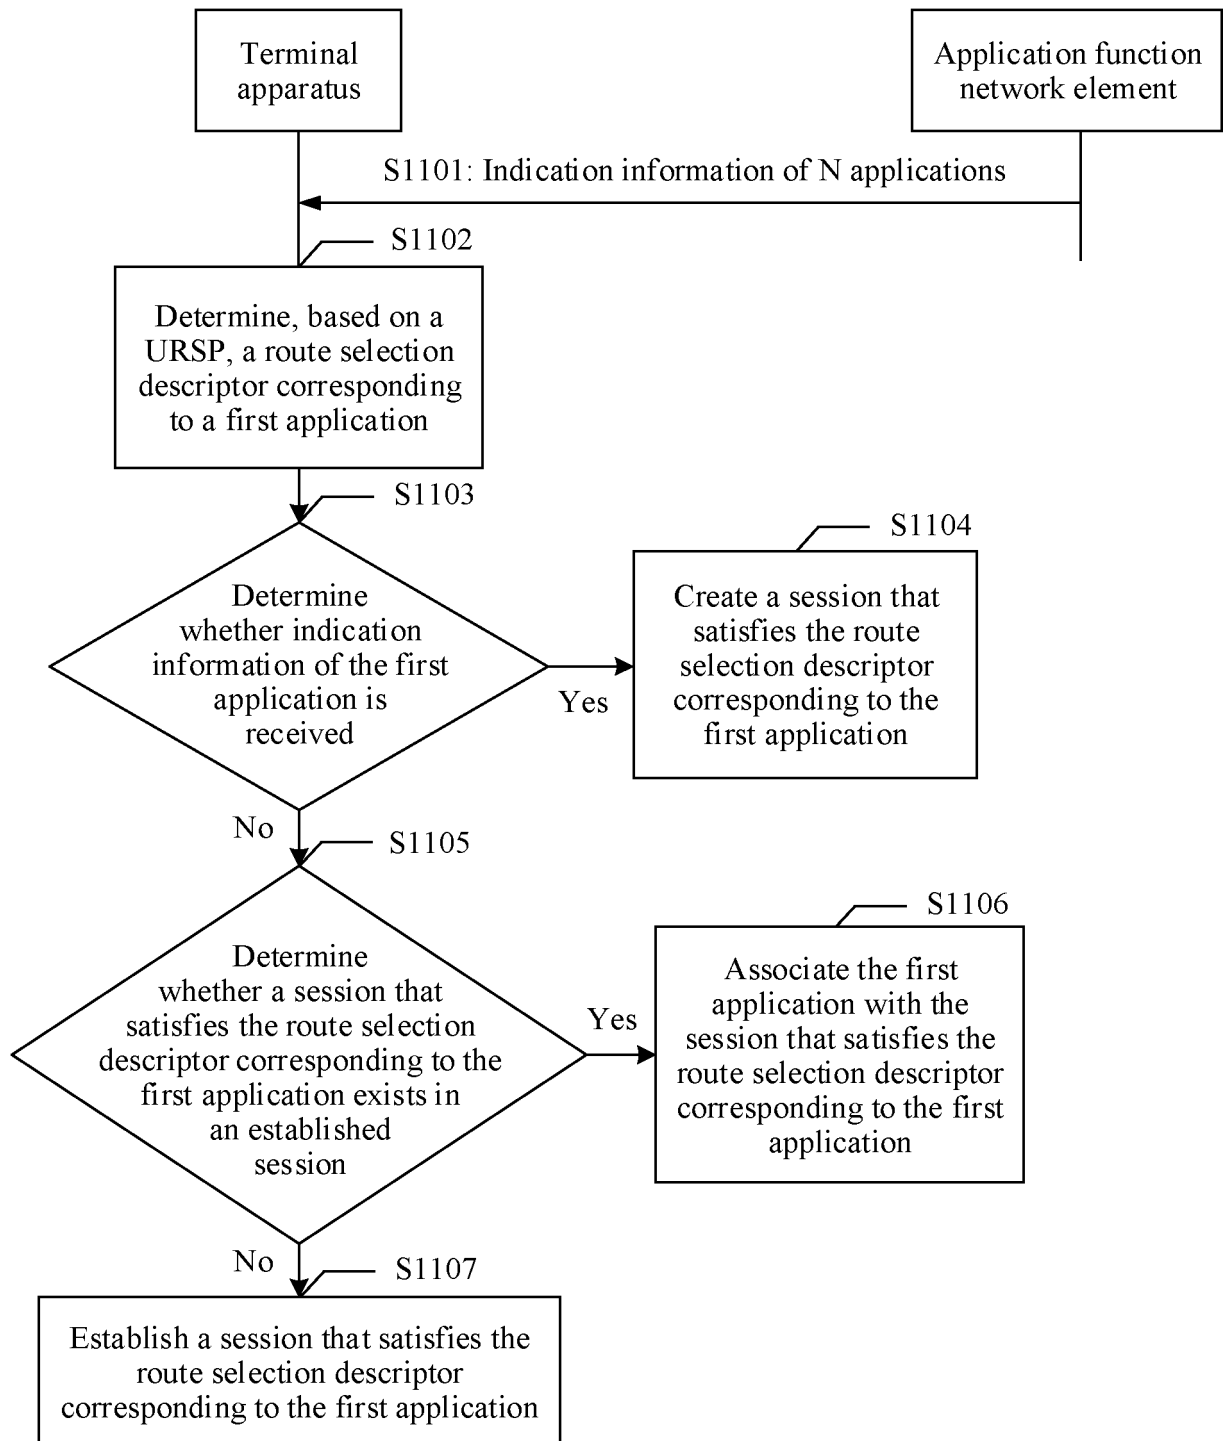 Terminal
apparatus
Application function
network element
S1101: Indication information of N applications
S1102
Determine, based on a
URSP, a route selection
descriptor corresponding
to a first application
S1103
Determine
whether indication
information of the first
application is
received
Yes
S1104
Create a session that
satisfies the route
selection descriptor
corresponding to the
first application
No
S1105
Determine
whether a session that
satisfies the route selection
descriptor corresponding to the
first application exists in
an established
session
Yes
S1106
Associate the first
application with the
session that satisfies the
route selection descriptor
corresponding to the first
application
No
S1107
Establish a session that satisfies the
route selection descriptor
corresponding to the first application